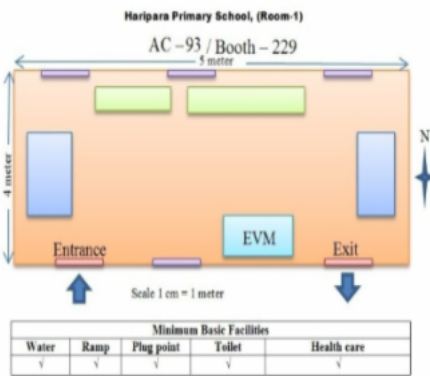 Haripara Primary School, (Room-1)
AC –93 / Booth – 229
5 meter
4 meter
N
EVM
Entrance
Exit
Scale 1 cm = 1 meter
Minimum Basic Facilities
Water Ramp Plug point Toilet Health care
√ √ √ √ √